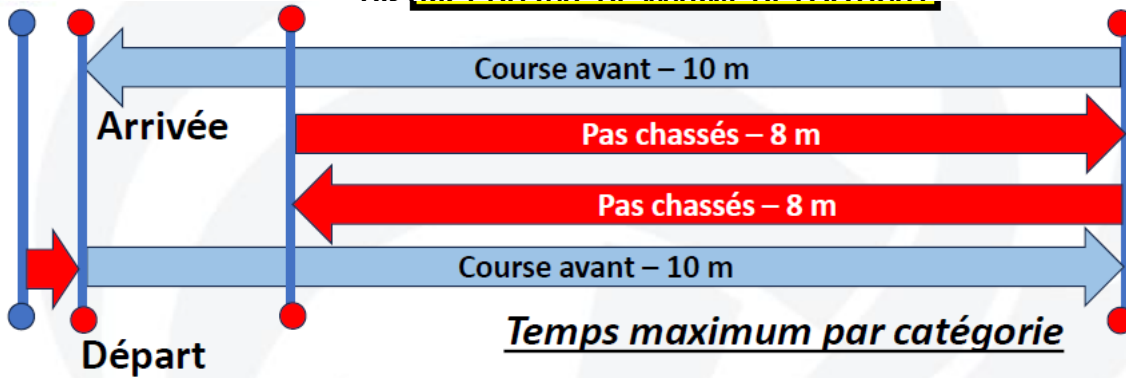 Course avant – 10 m
Arrivée
Pas chassés – 8 m
Pas chassés – 8 m
Course avant – 10 m
Temps maximum par catégorie
Départ